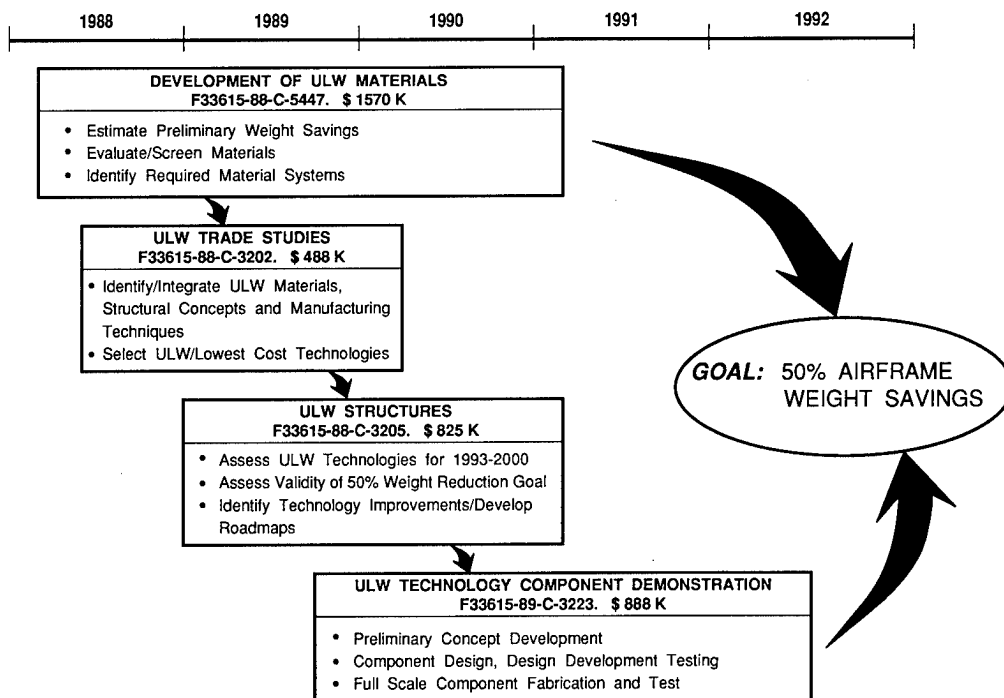 1988 1989 1990 1991 1992
DEVELOPMENT OF ULW MATERIALS
F33615-88-C-5447. $ 1570 K
• Estimate Preliminary Weight Savings
• Evaluate/Screen Materials
• Identify Required Material Systems
ULW TRADE STUDIES
F33615-88-C-3202. $ 488 K
• Identify/Integrate ULW Materials,
Structural Concepts and Manufacturing
Techniques
• Select ULW/Lowest Cost Technologies
GOAL: 50% AIRFRAME
WEIGHT SAVINGS
ULW STRUCTURES
F33615-88-C-3205. $ 825 K
• Assess ULW Technologies for 1993-2000
• Assess Validity of 50% Weight Reduction Goal
• Identify Technology Improvements/Develop
Roadmaps
ULW TECHNOLOGY COMPONENT DEMONSTRATION
F33615-89-C-3223. $ 888 K
• Preliminary Concept Development
• Component Design, Design Development Testing
• Full Scale Component Fabrication and Test